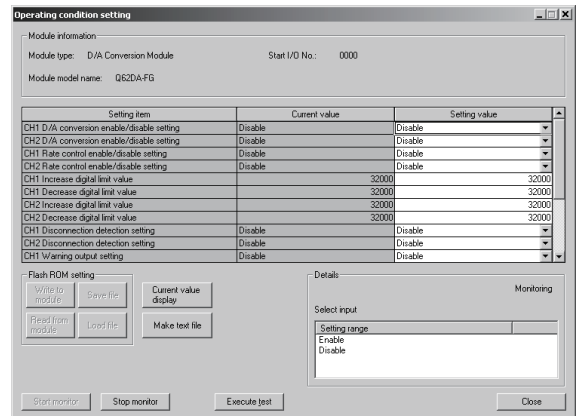 Operating condition setting
Module information
Module type: D/A Conversion Module Start I/O No.: 0000
Module model name: Q62DA-FG
Setting item Current value Setting value
CH1 D/A conversion enable/disable setting Disable Disable
CH2 D/A conversion enable/disable setting Disable Disable
CH1 Rate control enable/disable setting Disable Disable
CH2 Rate control enable/disable setting Disable Disable
CH1 Increase digital limit value 32000 32000
CH1 Decrease digital limit value 32000 32000
CH2 Increase digital limit value 32000 32000
CH2 Decrease digital limit value 32000 32000
CH1 Disconnection detection setting Disable Disable
CH2 Disconnection detection setting Disable Disable
CH1 Warning output setting Disable Disable
Flash ROM setting
Write to module
Save file
Current value display
Read from module
Load file
Make text file
Details
Monitoring
Select input
Setting range
Enable
Disable
Start monitor Stop monitor Execute test Close